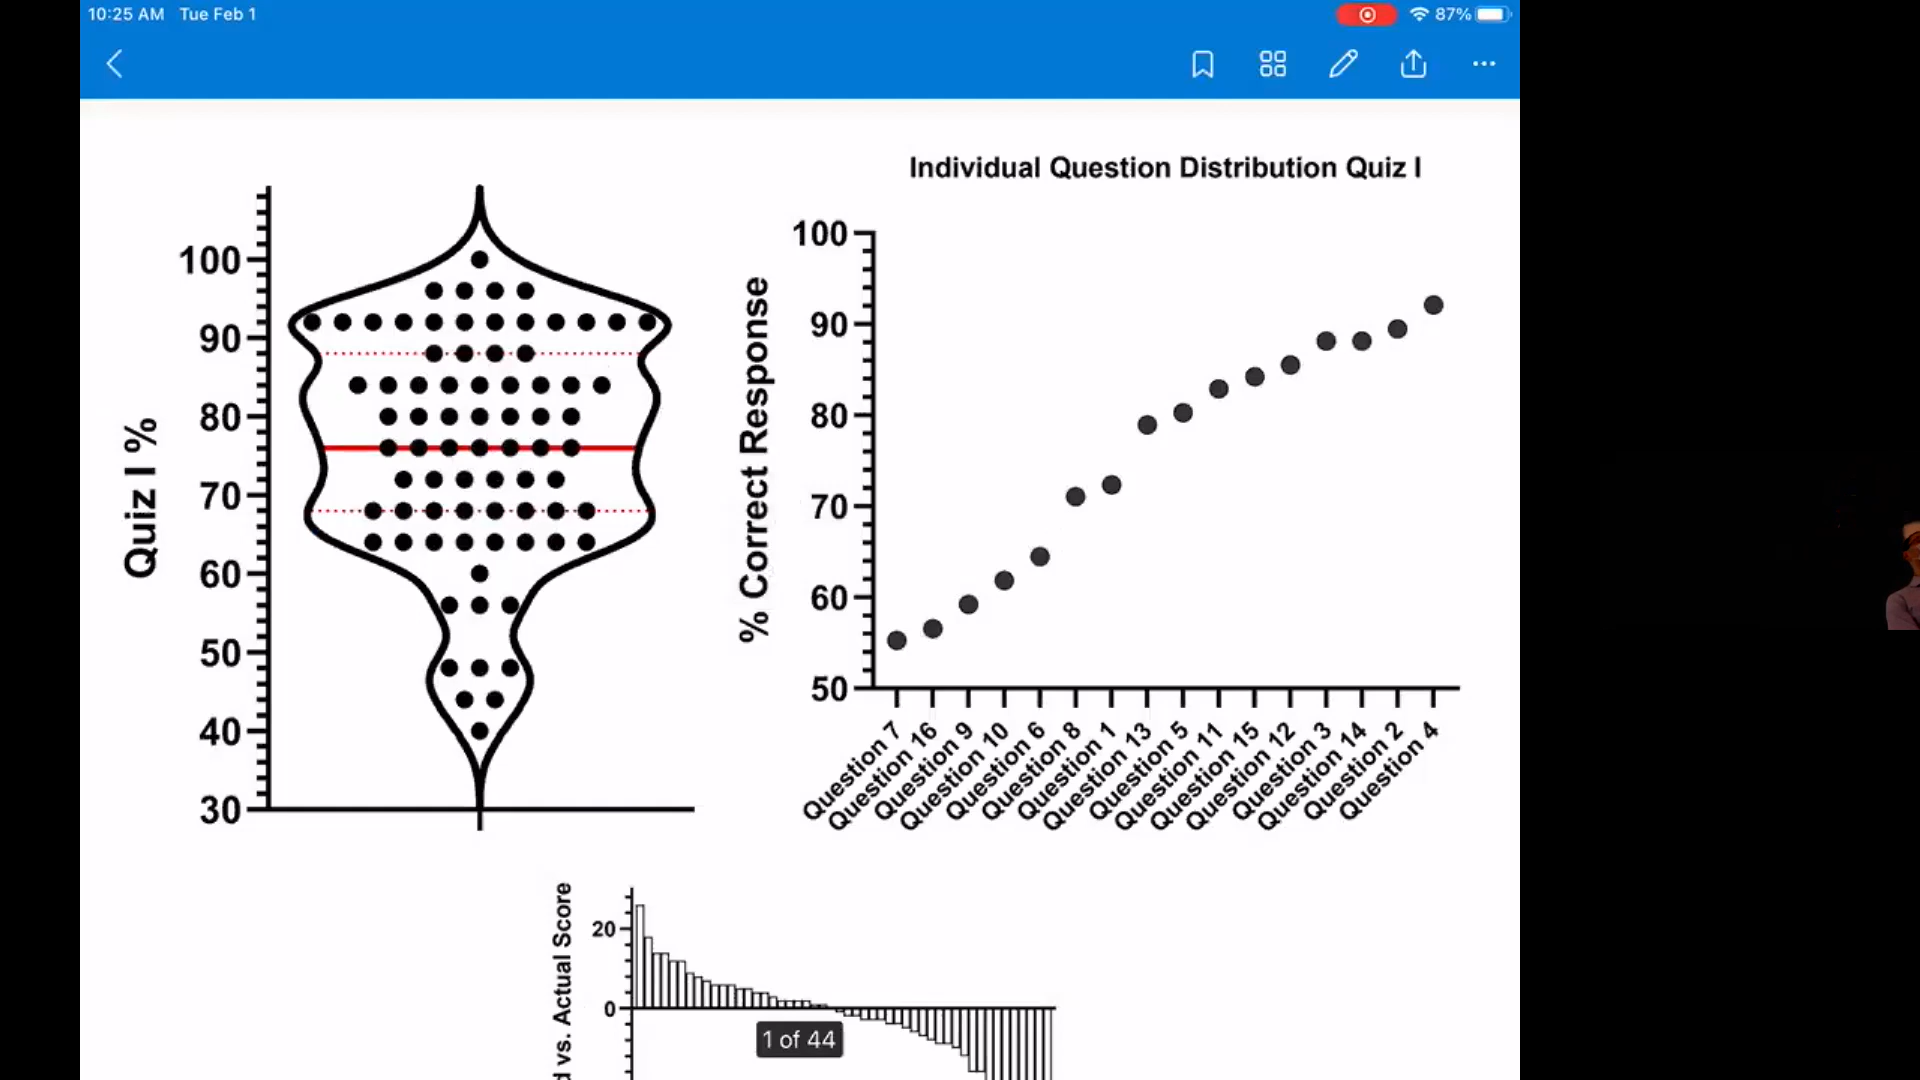 10:25 AM Tue Feb 1
87%
Individual Question Distribution Quiz I
Quiz I %
100
90
80
70
60
50
40
30
% Correct Response
100
90
80
70
60
50
Question 7
Question 16
Question 9
Question 10
Question 6
Question 8
Question 1
Question 13
Question 5
Question 11
Question 15
Question 12
Question 3
Question 14
Question 2
Question 4
vs. Actual Score
20
0
1 of 44